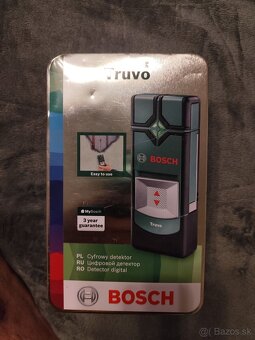 Truvo
BOSCH
Easy to use
MyBosch
3 year
guarantee
Truvo
PL Cyfrowy detektor
RU Цифровой детектор
RO Detector digital
BOSCH
Bazos.sk